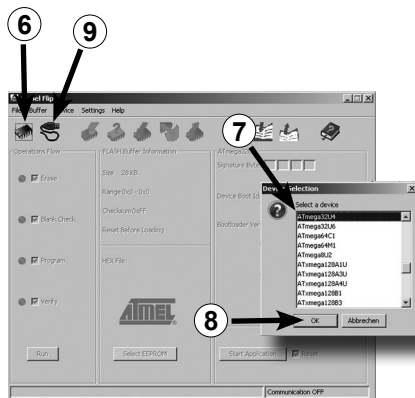 6
9
Atmel Flip
File Buffer Device Settings Help
7
Operations Flow
FLASH Buffer Information
ATmega32U4
Signature Bytes
Size 28 KB
Range 0x0 - 0x0
Checksum 0xFF
Reset Before Loading
HEX File:
Erase
Blank Check
Program
Verify
Run
ATMEL
Select EEPROM
Device Boot Ids
Bootloader Ver.
Start Application
Reset
Communication OFF
Device Selection
Select a device
ATmega32U4
ATmega32U6
ATmega64C1
ATmega64M1
ATmega8U2
ATxmega128A1U
ATxmega128A3U
ATxmega128A4U
ATxmega128B1
ATxmega128B3
8
OK
Abbrechen